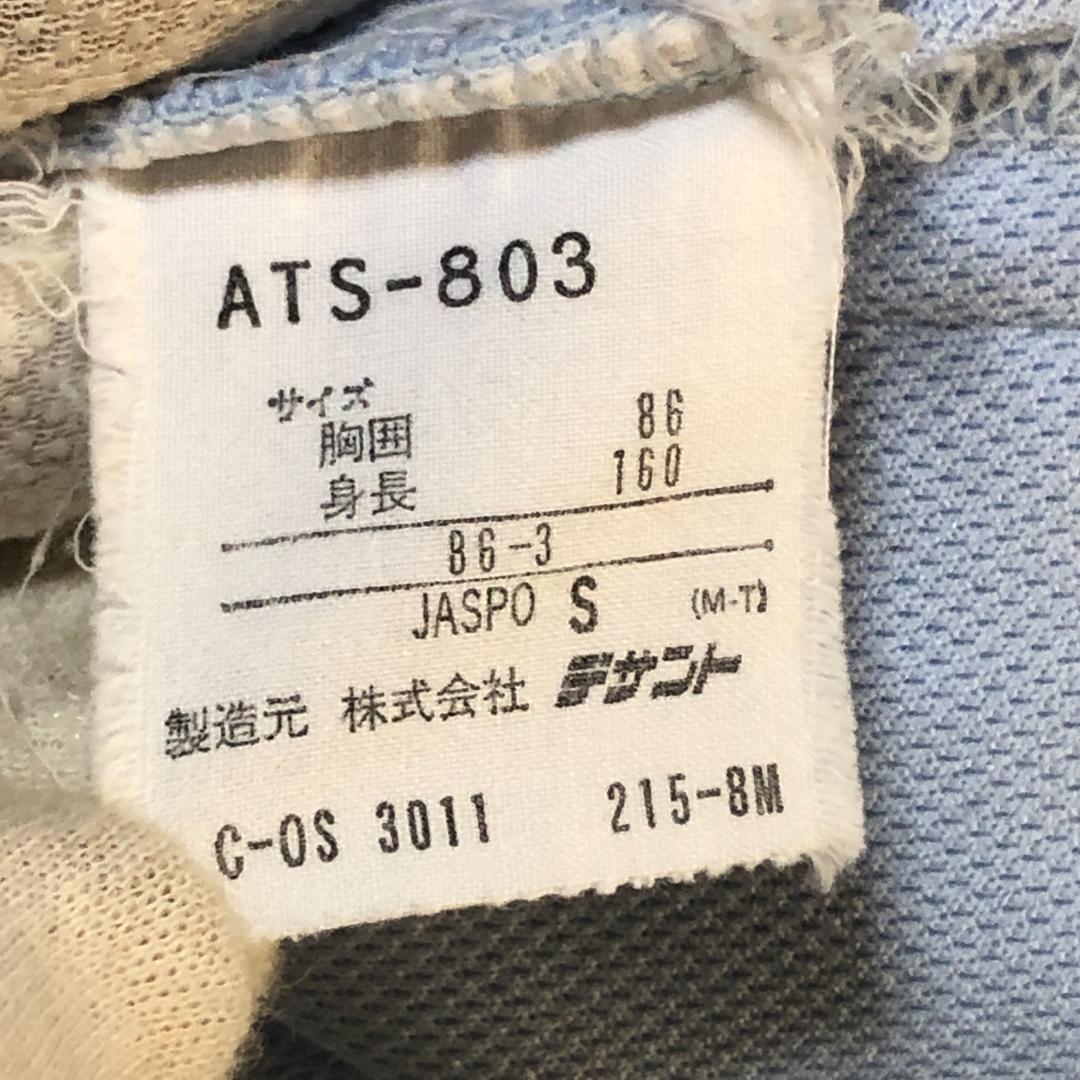 ATS-803
サイズ
胸囲 86
身長 160
86-3
JASPO S (M-T)
製造元 株式会社 デサント
C-OS 3011 215-8M